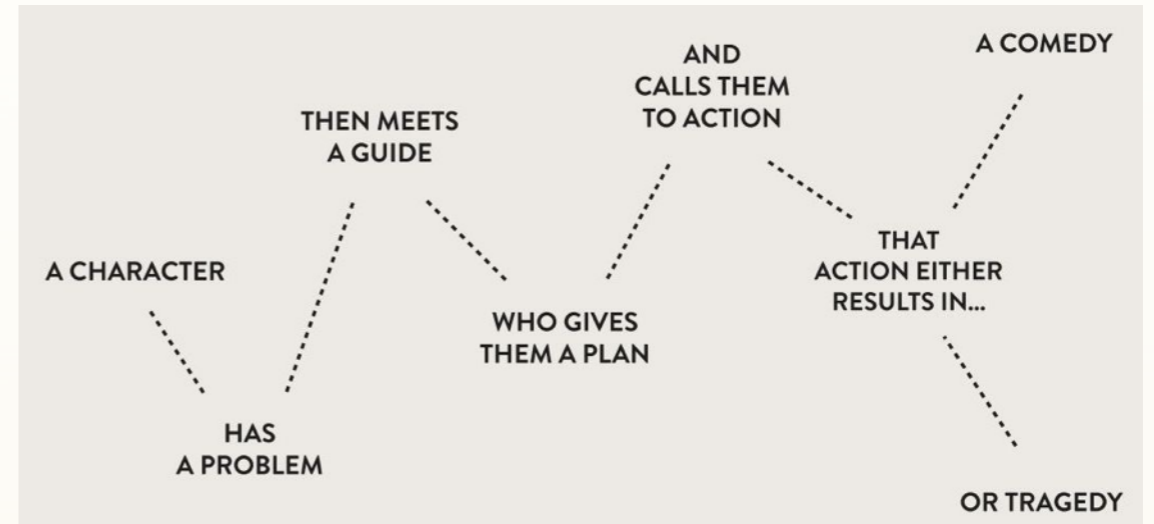 A CHARACTER
HAS
A PROBLEM
THEN MEETS
A GUIDE
WHO GIVES
THEM A PLAN
AND
CALLS THEM
TO ACTION
THAT
ACTION EITHER
RESULTS IN...
A COMEDY
OR TRAGEDY